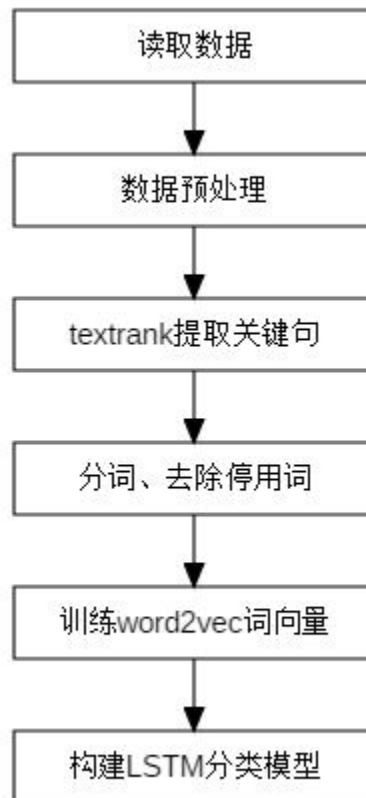 读取数据
数据预处理
textrank提取关键句
分词、去除停用词
训练word2vec词向量
构建LSTM分类模型